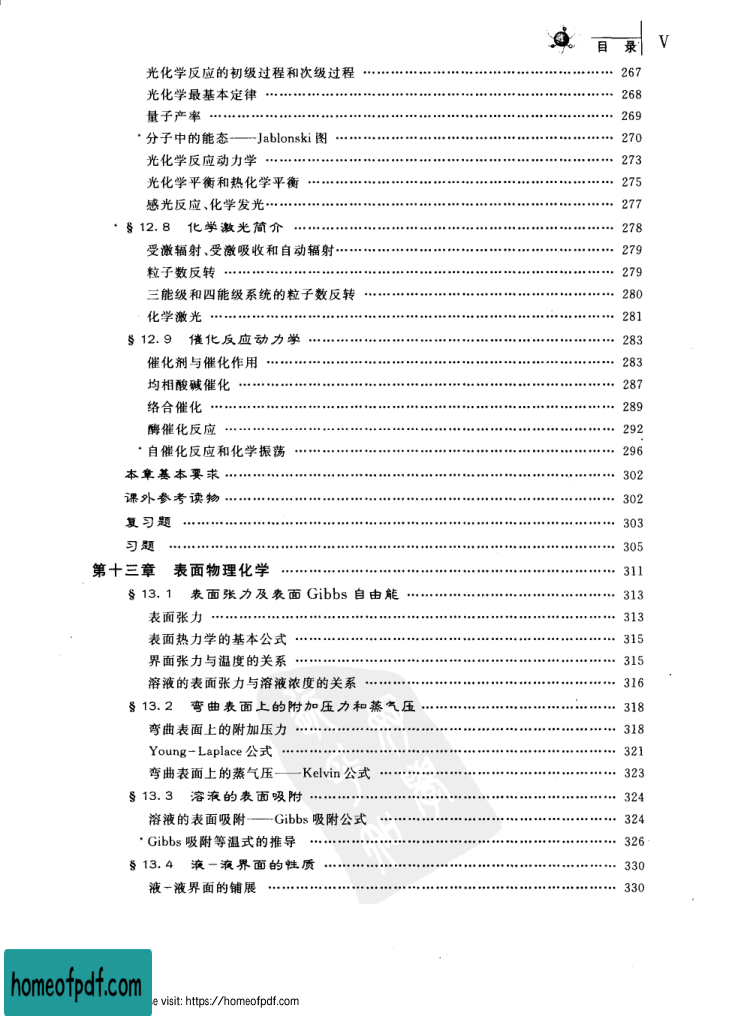 目 录 V
光化学反应的初级过程和次级过程 …………………………………… 267
光化学最基本定律 …………………………………… 268
量子产率 …………………………………… 269
*分子中的能态——Jablonski 图 …………………………………… 270
光化学反应动力学 …………………………………… 273
光化学平衡和热化学平衡 …………………………………… 275
感光反应、化学发光 …………………………………… 277
*§ 12.8 化学激光简介 …………………………………… 278
受激辐射、受激吸收和自动辐射 …………………………………… 279
粒子数反转 …………………………………… 279
三能级和四能级系统的粒子数反转 …………………………………… 280
化学激光 …………………………………… 281
§ 12.9 催化反应动力学 …………………………………… 283
催化剂与催化作用 …………………………………… 283
均相酸碱催化 …………………………………… 287
络合催化 …………………………………… 289
酶催化反应 …………………………………… 292
*自催化反应和化学振荡 …………………………………… 296
本章基本要求 …………………………………… 302
课外参考读物 …………………………………… 302
复习题 …………………………………… 303
习题 …………………………………… 305
第十三章 表面物理化学 …………………………………… 311
§ 13.1 表面张力及表面 Gibbs 自由能 …………………………………… 313
表面张力 …………………………………… 313
表面热力学的基本公式 …………………………………… 315
界面张力与温度的关系 …………………………………… 315
溶液的表面张力与溶液浓度的关系 …………………………………… 316
§ 13.2 弯曲表面上的附加压力和蒸气压 …………………………………… 318
弯曲表面上的附加压力 …………………………………… 318
Young-Laplace 公式 …………………………………… 321
弯曲表面上的蒸气压——Kelvin 公式 …………………………………… 323
§ 13.3 溶液的表面吸附 …………………………………… 324
溶液的表面吸附——Gibbs 吸附公式 …………………………………… 324
*Gibbs 吸附等温式的推导 …………………………………… 326
§ 13.4 液-液界面的性质 …………………………………… 330
液-液界面的铺展 …………………………………… 330
homeofpdf.com
e visit: https://homeofpdf.com